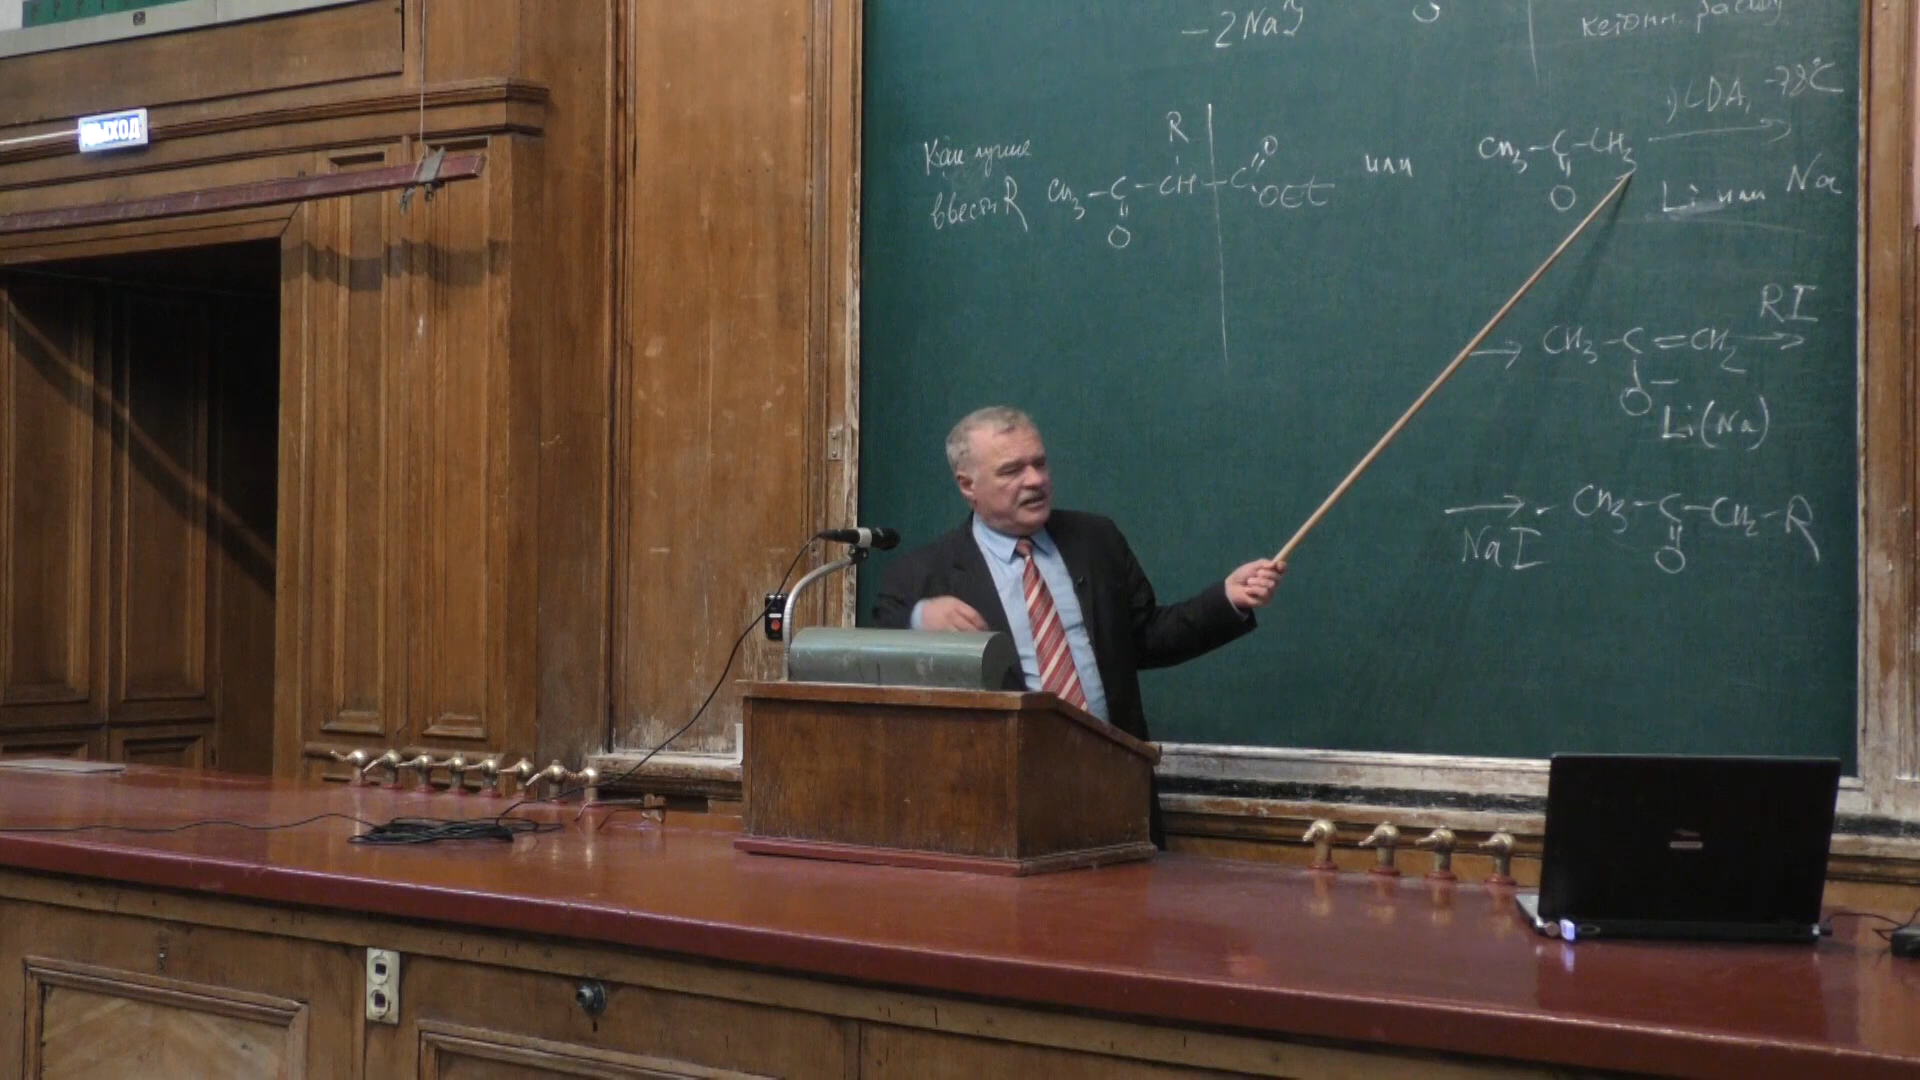 ВЫХОД
-2NaJ
кетонн. расщ
Как лучше
ввести R
R
CH3-C-CH-C
O
OEt
O
или
CH3-C-CH3
O
1) LDA, -78°C
Li или Na
→ CH3-C=CH2
RI
O-
Li(Na)
NaI
CH3-C-CH2-R
O